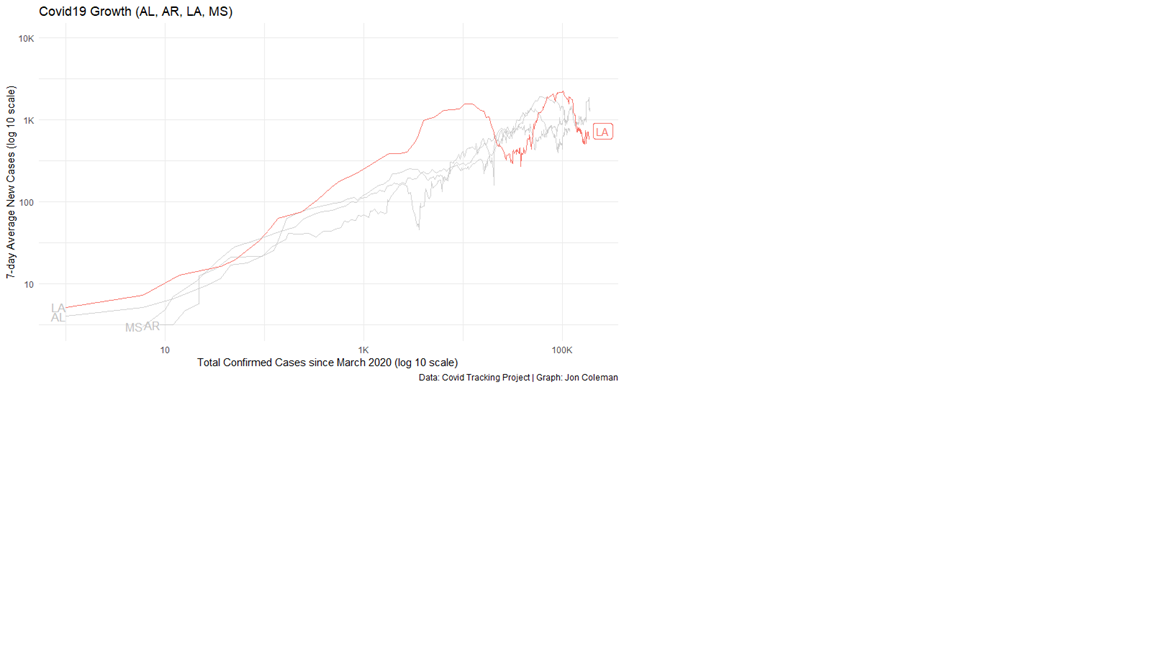 Covid19 Growth (AL, AR, LA, MS)
10K
1K
100
10
7-day Average New Cases (log 10 scale)
LA
LA
AL
MS
AR
10
1K
100K
Total Confirmed Cases since March 2020 (log 10 scale)
Data: Covid Tracking Project | Graph: Jon Coleman